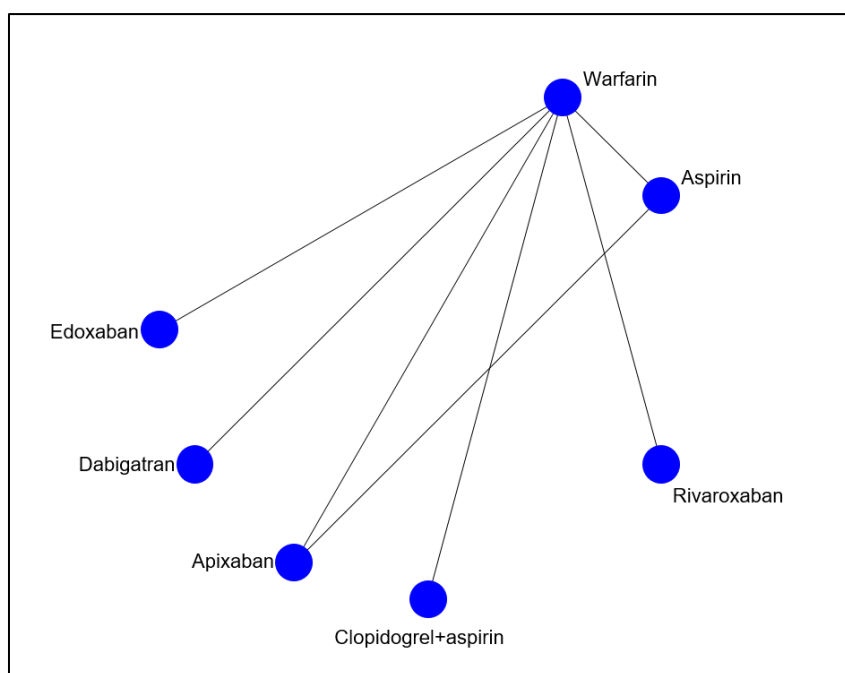 Warfarin
Aspirin
Edoxaban
Dabigatran
Rivaroxaban
Apixaban
Clopidogrel+aspirin